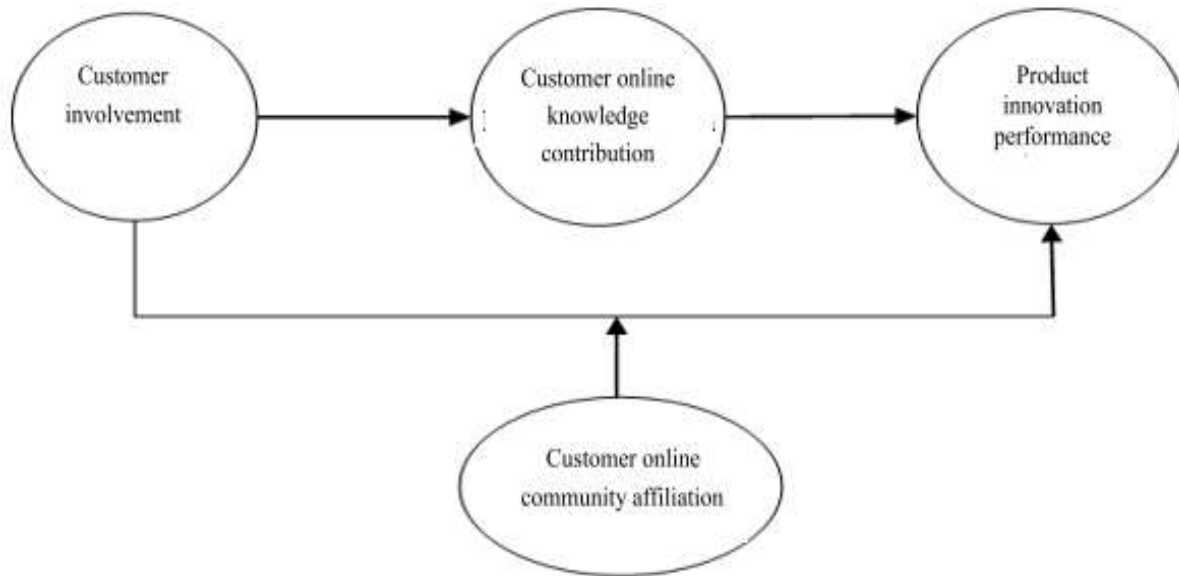 Customer
involvement
Customer online
knowledge
contribution
Product
innovation
performance
Customer online
community affiliation